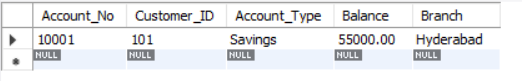 Account_No Customer_ID Account_Type Balance Branch
10001 101 Savings 55000.00 Hyderabad
NULL NULL NULL NULL NULL